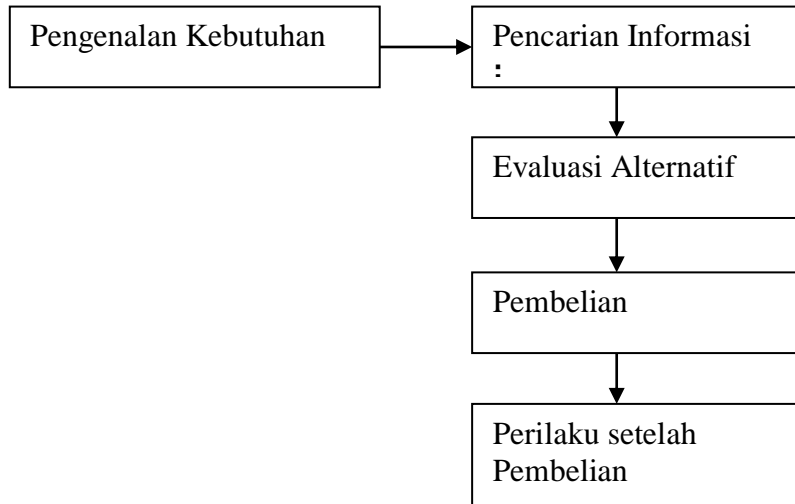 Pengenalan Kebutuhan
Pencarian Informasi
:
Evaluasi Alternatif
Pembelian
Perilaku setelah
Pembelian